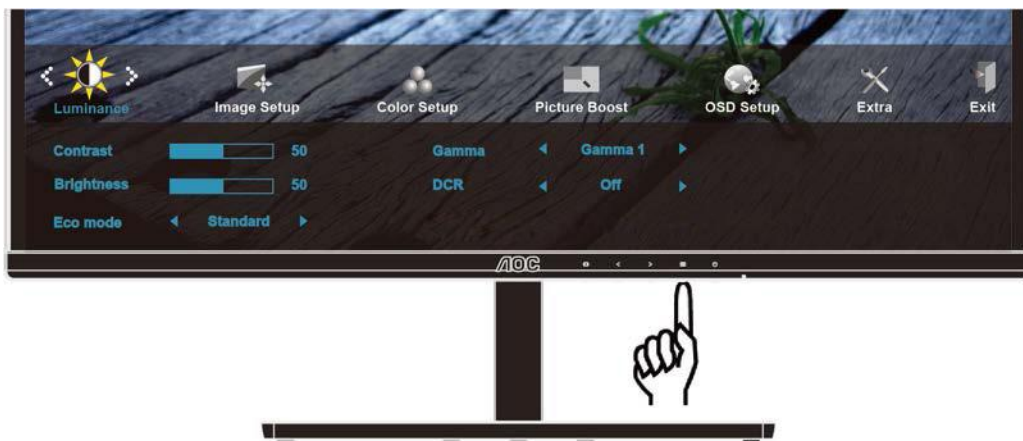 Luminance Image Setup Color Setup Picture Boost OSD Setup Extra Exit
Contrast 50 Gamma Gamma 1
Brightness 50 DCR Off
Eco mode Standard
AOC